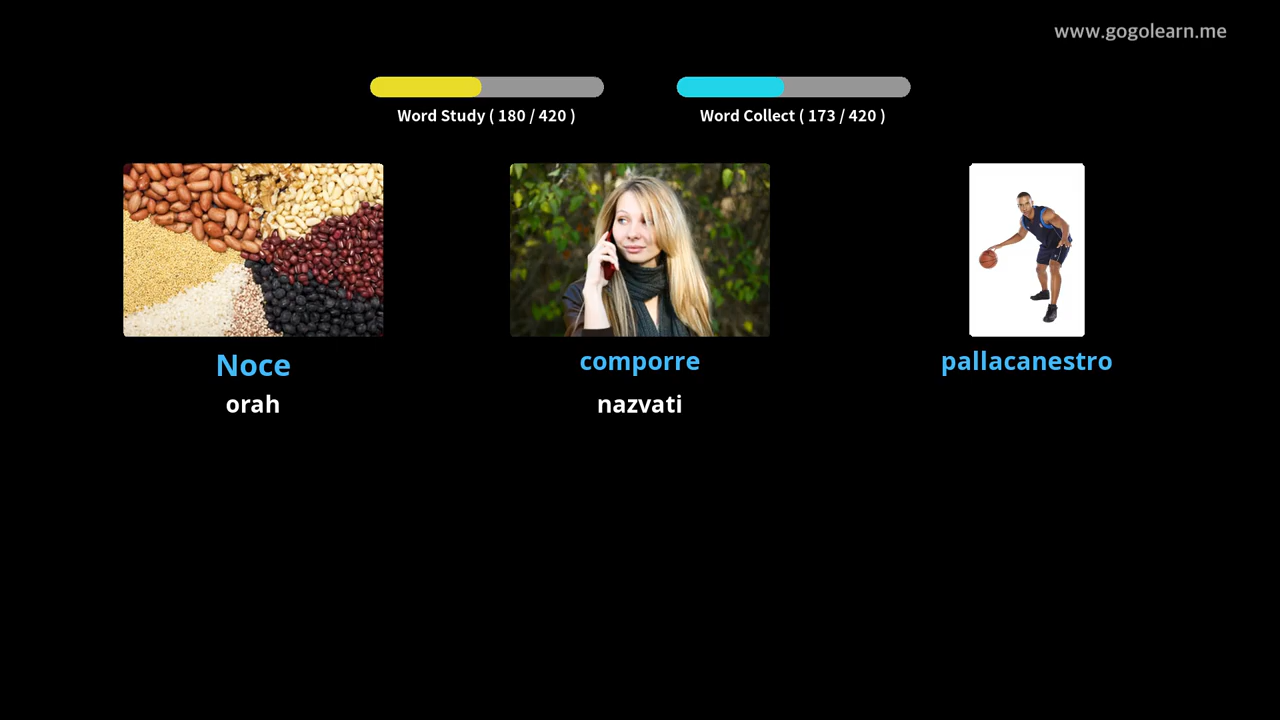 www.gogolearn.me
Word Study ( 180 / 420 )
Word Collect ( 173 / 420 )
Noce
comporre
pallacanestro
orah
nazvati